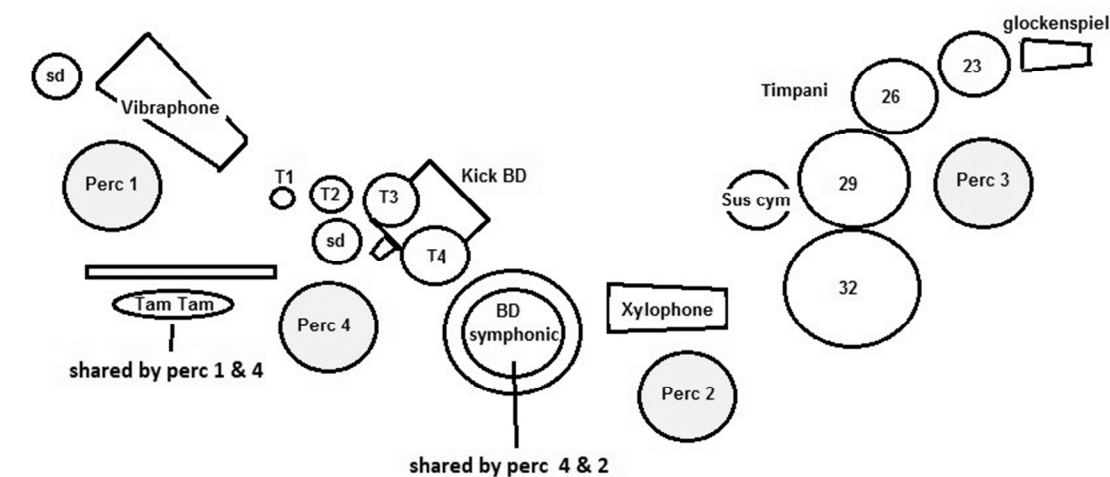 glockenspiel
sd
Vibraphone
Timpani
26
23
Perc 1
T1
T2
T3
Kick BD
sd
T4
Sus cym
29
Perc 3
32
Tam Tam
shared by perc 1 & 4
Perc 4
BD
symphonic
Xylophone
Perc 2
shared by perc 4 & 2